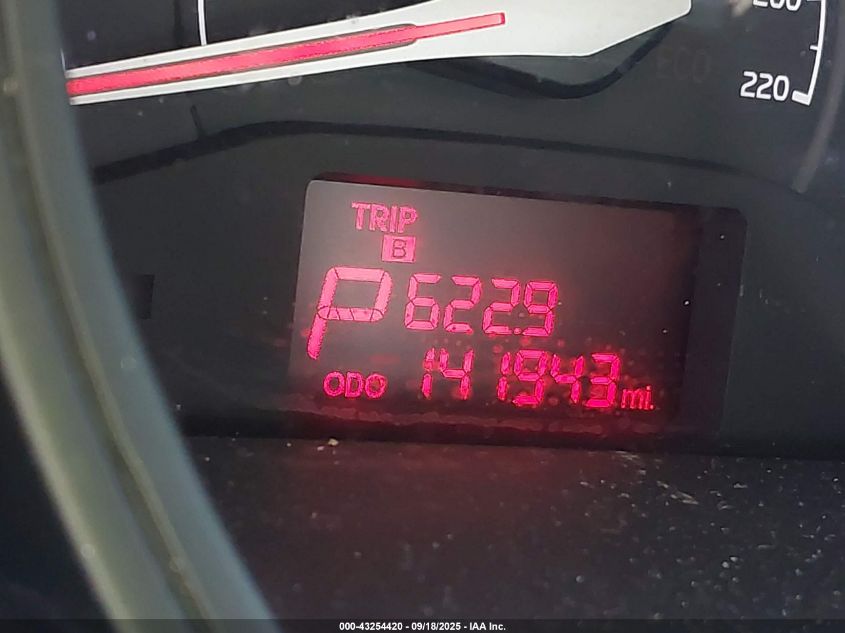 220
TRIP
B
P 622.9
ODO 141943 mi.
000-43254420 - 09/18/2025 - IAA Inc.